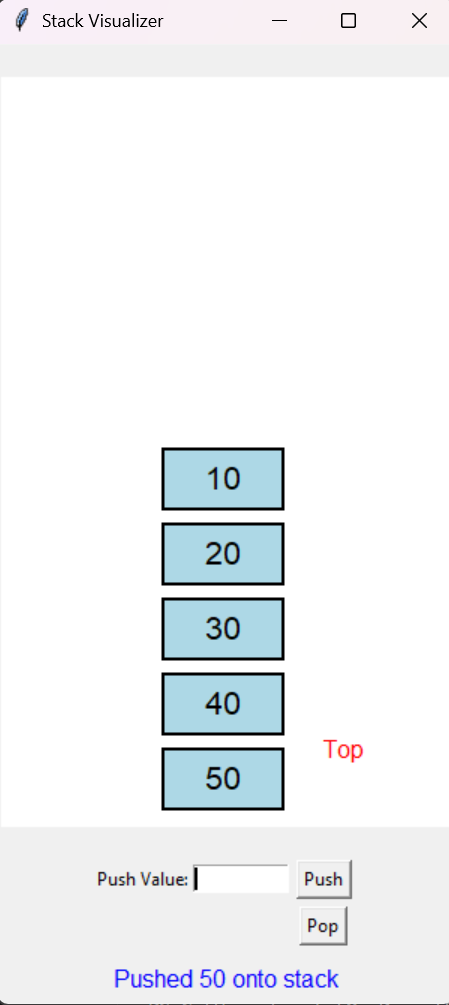 Stack Visualizer
10
20
30
40
Top
50
Push Value: Push
Pop
Pushed 50 onto stack